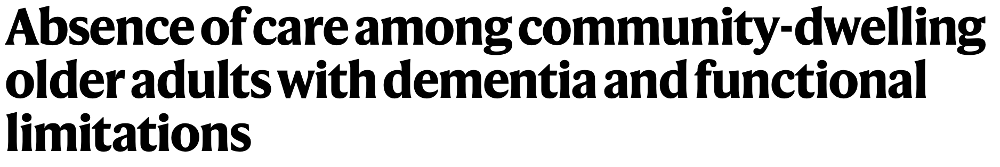 Absence of care among community-dwelling
older adults with dementia and functional
limitations